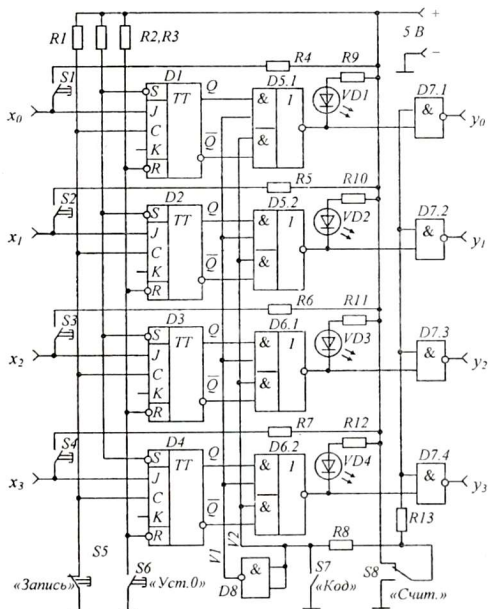 +
5 В
−
R1
R2,R3
R4
R9
S1
D1
S
TT
J
C
K
R
Q
Q̅
D5.1
&
1
&
VD1
D7.1
&
x₀
y₀
R5
R10
S2
D2
S
TT
J
C
K
R
Q
Q̅
D5.2
&
1
&
VD2
D7.2
&
x₁
y₁
R6
R11
S3
D3
S
TT
J
C
K
R
Q
Q̅
D6.1
&
1
&
VD3
D7.3
&
x₂
y₂
R7
R12
S4
D4
S
TT
J
C
K
R
Q
Q̅
D6.2
&
1
&
VD4
D7.4
&
x₃
y₃
R13
V1
V2
R8
S5
«Запись»
S6
«Уст.0»
D8
&
S7
«Код»
S8
«Счит.»